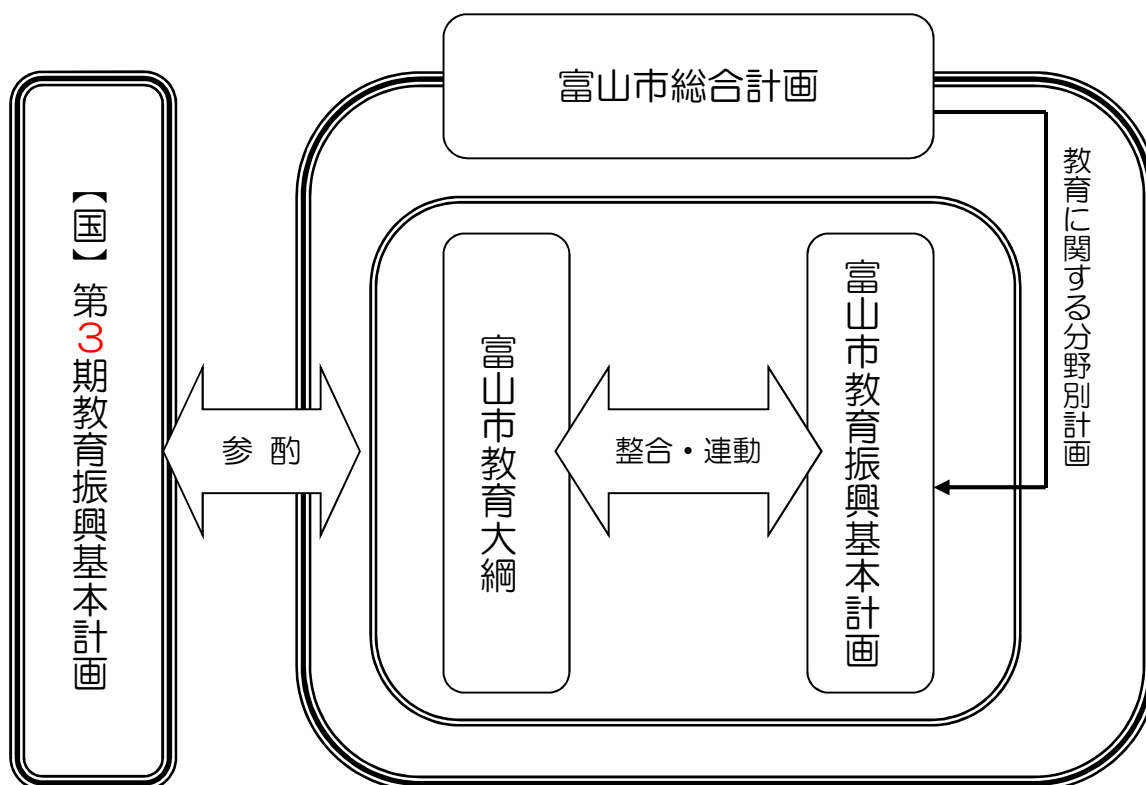 富山市総合計画
【国】第3期教育振興基本計画
参酌
富山市教育大綱
整合・連動
富山市教育振興基本計画
教育に関する分野別計画